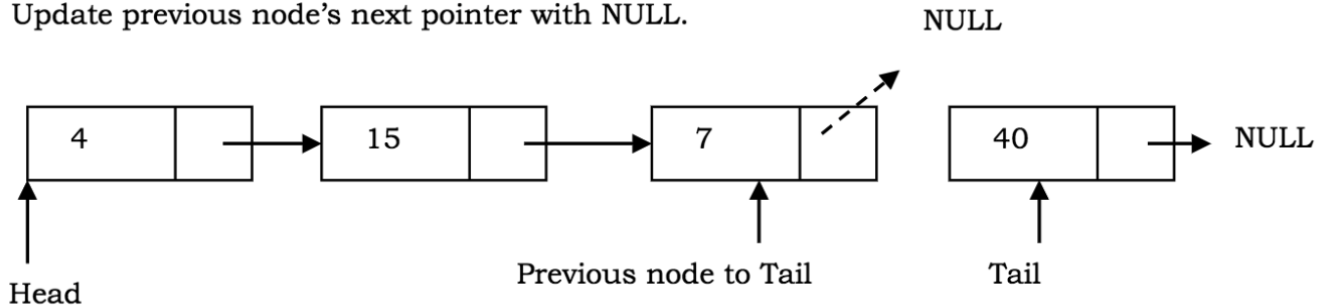 Update previous node's next pointer with NULL.
NULL
4
15
7
40
NULL
Previous node to Tail
Tail
Head